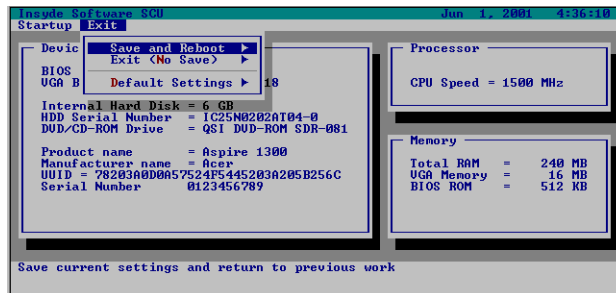 Insyde Software SCU Jun 1, 2001 4:36:10
Startup Exit
Devic
Save and Reboot ▶
Exit (No Save) ▶
Default Settings ▶
BIOS
VGA B 18
Internal Hard Disk = 6 GB
HDD Serial Number = IC25N0202AT04-0
DVD/CD-ROM Drive = QSI DVD-ROM SDR-081
Product name = Aspire 1300
Manufacturer name = Acer
UUID = 78203A0D0A57524F5445203A205B256C
Serial Number 0123456789
Processor
CPU Speed = 1500 MHz
Memory
Total RAM = 240 MB
VGA Memory = 16 MB
BIOS ROM = 512 KB
Save current settings and return to previous work